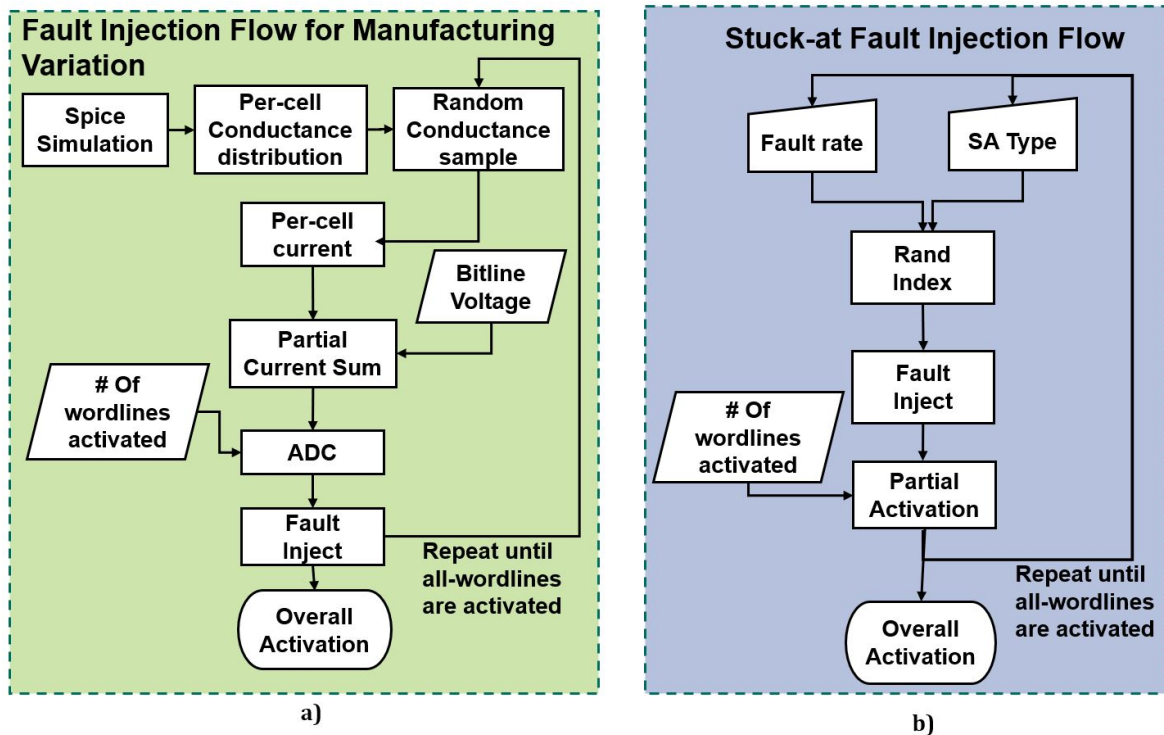 Fault Injection Flow for Manufacturing
Variation
Spice
Simulation
Per-cell
Conductance
distribution
Random
Conductance
sample
Per-cell
current
Bitline
Voltage
Partial
Current Sum
# Of
wordlines
activated
ADC
Fault
Inject
Repeat until
all-wordlines
are activated
Overall
Activation
a)
Stuck-at Fault Injection Flow
Fault rate
SA Type
Rand
Index
Fault
Inject
# Of
wordlines
activated
Partial
Activation
Repeat until
all-wordlines
are activated
Overall
Activation
b)